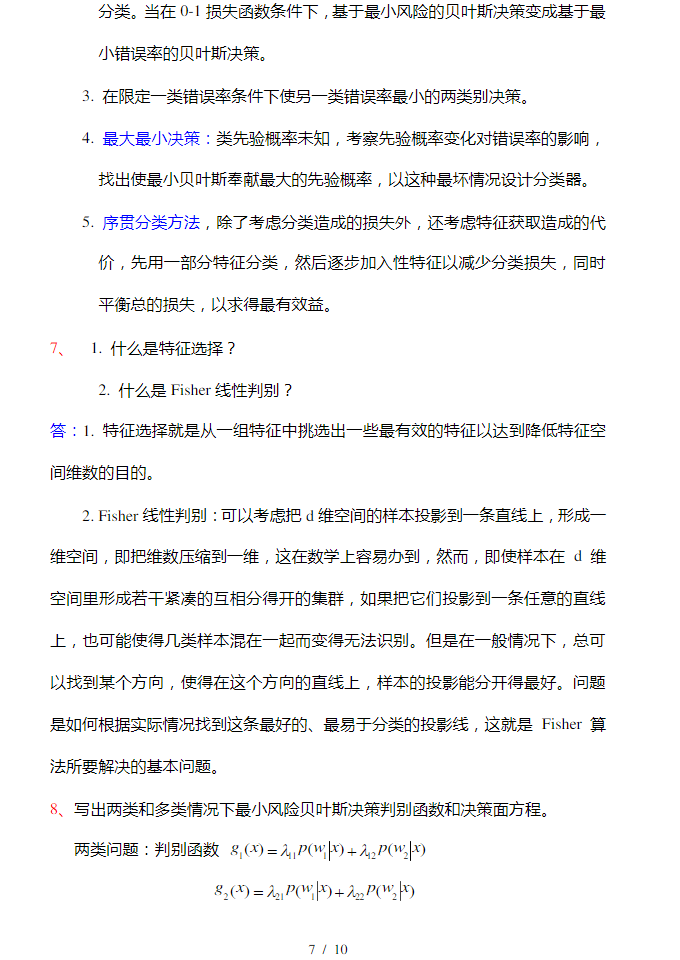 分类。当在 0-1 损失函数条件下，基于最小风险的贝叶斯决策变成基于最
小错误率的贝叶斯决策。
3. 在限定一类错误率条件下使另一类错误率最小的两类别决策。
4. 最大最小决策：类先验概率未知，考察先验概率变化对错误率的影响，
找出使最小贝叶斯奉献最大的先验概率，以这种最坏情况设计分类器。
5. 序贯分类方法，除了考虑分类造成的损失外，还考虑特征获取造成的代
价，先用一部分特征分类，然后逐步加入性特征以减少分类损失，同时
平衡总的损失，以求得最有效益。
7、 1. 什么是特征选择？
2. 什么是 Fisher 线性判别？
答：1. 特征选择就是从一组特征中挑选出一些最有效的特征以达到降低特征空
间维数的目的。
2. Fisher 线性判别：可以考虑把 d 维空间的样本投影到一条直线上，形成一
维空间，即把维数压缩到一维，这在数学上容易办到，然而，即使样本在 d 维
空间里形成若干紧凑的互相分得开的集群，如果把它们投影到一条任意的直线
上，也可能使得几类样本混在一起而变得无法识别。但是在一般情况下，总可
以找到某个方向，使得在这个方向的直线上，样本的投影能分开得最好。问题
是如何根据实际情况找到这条最好的、最易于分类的投影线，这就是 Fisher 算
法所要解决的基本问题。
8、写出两类和多类情况下最小风险贝叶斯决策判别函数和决策面方程。
两类问题：判别函数 g₁(x)=λ₁₁p(w₁|x)+λ₁₂p(w₂|x)
g₂(x)=λ₂₁p(w₁|x)+λ₂₂p(w₂|x)
7 / 10